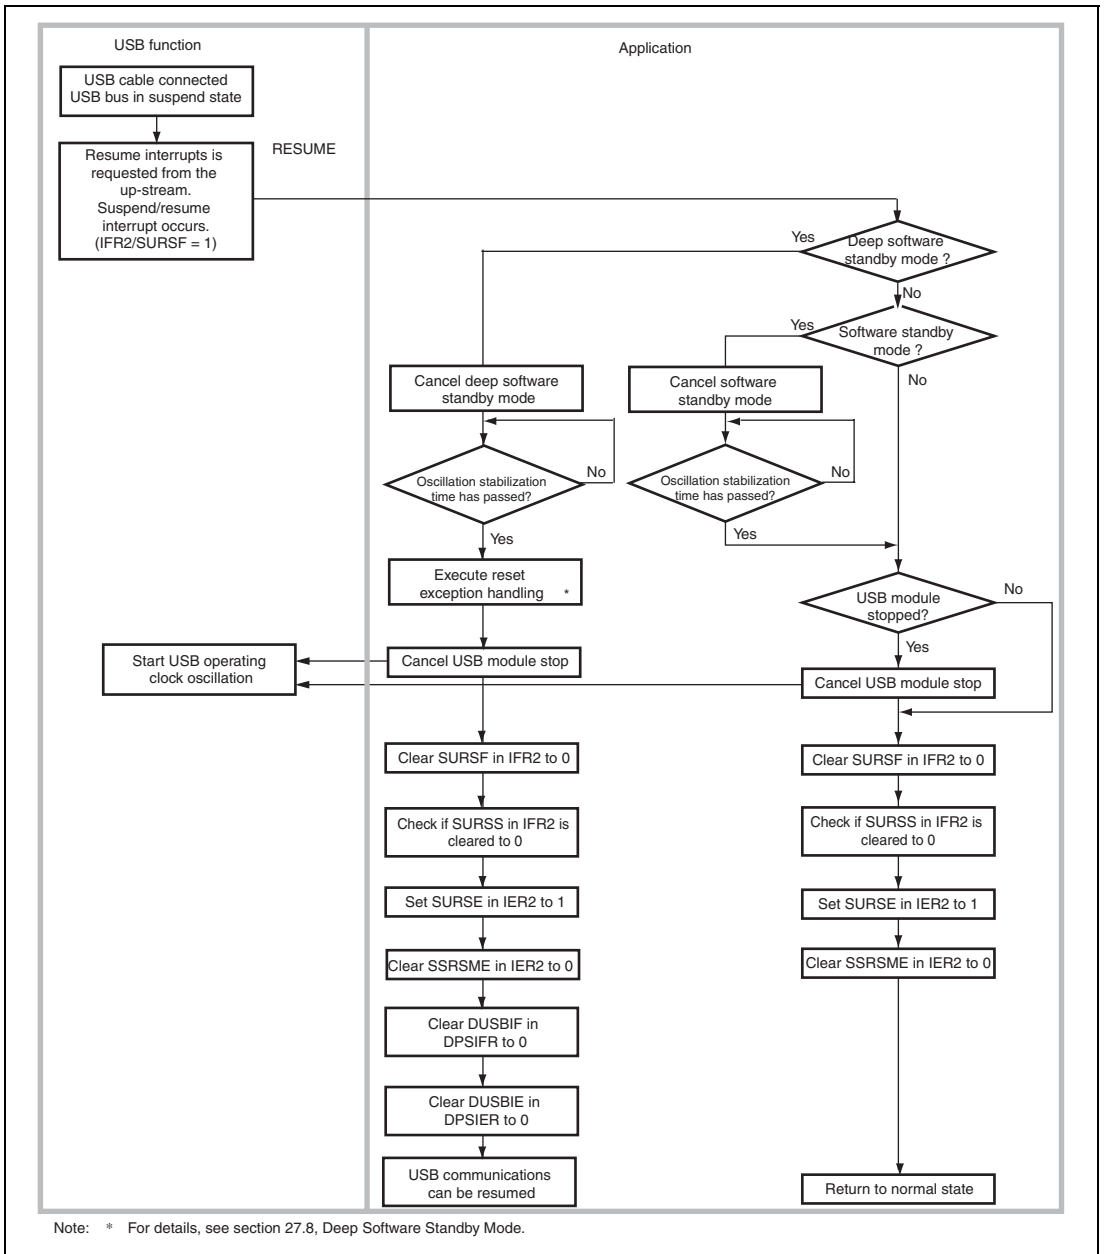 USB function
Application
USB cable connected
USB bus in suspend state
Resume interrupts is
requested from the
up-stream.
Suspend/resume
interrupt occurs.
(IFR2/SURSF = 1)
RESUME
Yes
Deep software
standby mode ?
No
Yes
Software standby
mode ?
No
Cancel deep software
standby mode
Cancel software
standby mode
Oscillation stabilization
time has passed?
No
Oscillation stabilization
time has passed?
No
Yes
Yes
Execute reset
exception handling *
USB module
stopped?
No
Yes
Start USB operating
clock oscillation
Cancel USB module stop
Cancel USB module stop
Clear SURSF in IFR2 to 0
Clear SURSF in IFR2 to 0
Check if SURSS in IFR2 is
cleared to 0
Check if SURSS in IFR2 is
cleared to 0
Set SURSE in IER2 to 1
Set SURSE in IER2 to 1
Clear SSRSME in IER2 to 0
Clear SSRSME in IER2 to 0
Clear DUSBIF in
DPSIFR to 0
Clear DUSBIE in
DPSIER to 0
USB communications
can be resumed
Return to normal state
Note: * For details, see section 27.8, Deep Software Standby Mode.